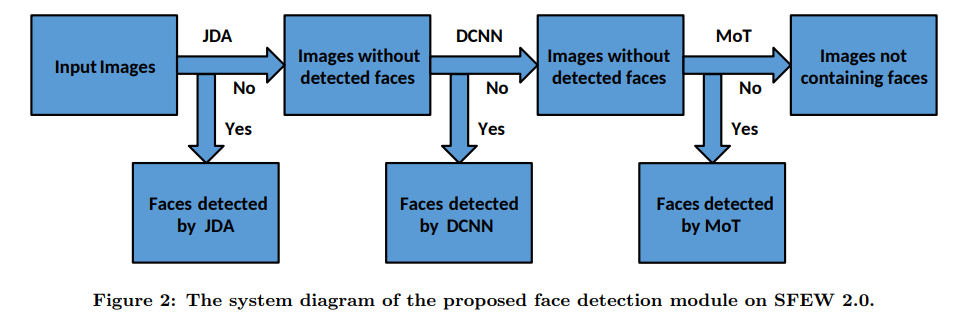 JDA
DCNN
MoT
Input Images
Images without
detected faces
Images without
detected faces
Images not
containing faces
No
No
No
Yes
Yes
Yes
Faces detected
by JDA
Faces detected
by DCNN
Faces detected
by MoT
Figure 2: The system diagram of the proposed face detection module on SFEW 2.0.